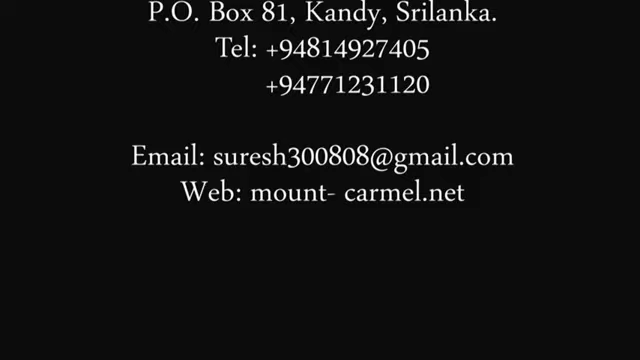 P.O. Box 81, Kandy, Srilanka.
Tel: +94814927405
+94771231120
Email: suresh300808@gmail.com
Web: mount- carmel.net